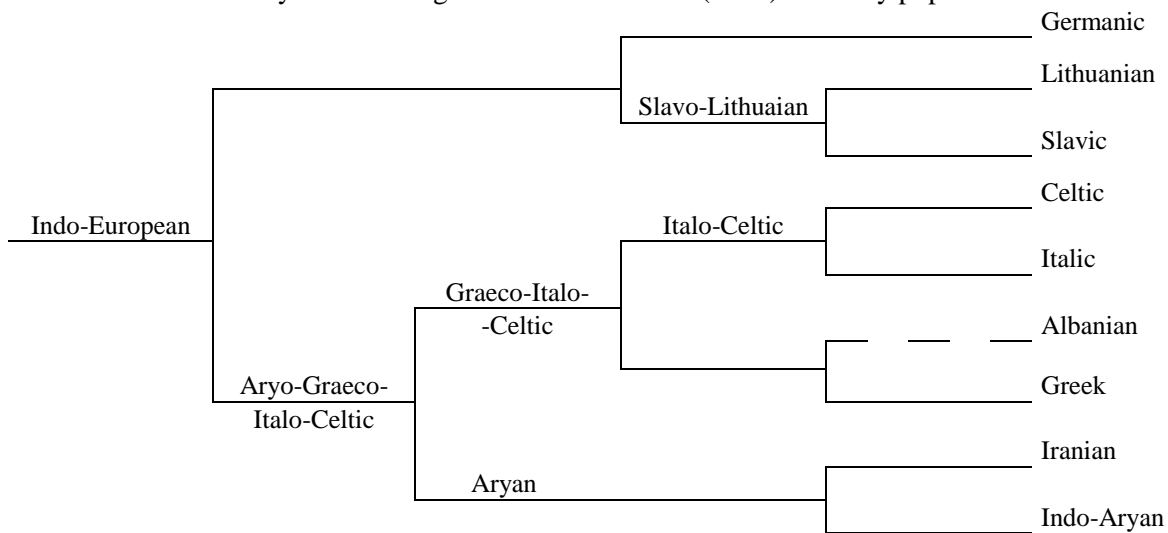 Germanic
Lithuanian
Slavo-Lithuaian
Slavic
Celtic
Indo-European
Italo-Celtic
Italic
Graeco-Italo-
-Celtic
Albanian
Aryo-Graeco-
Italo-Celtic
Greek
Iranian
Aryan
Indo-Aryan